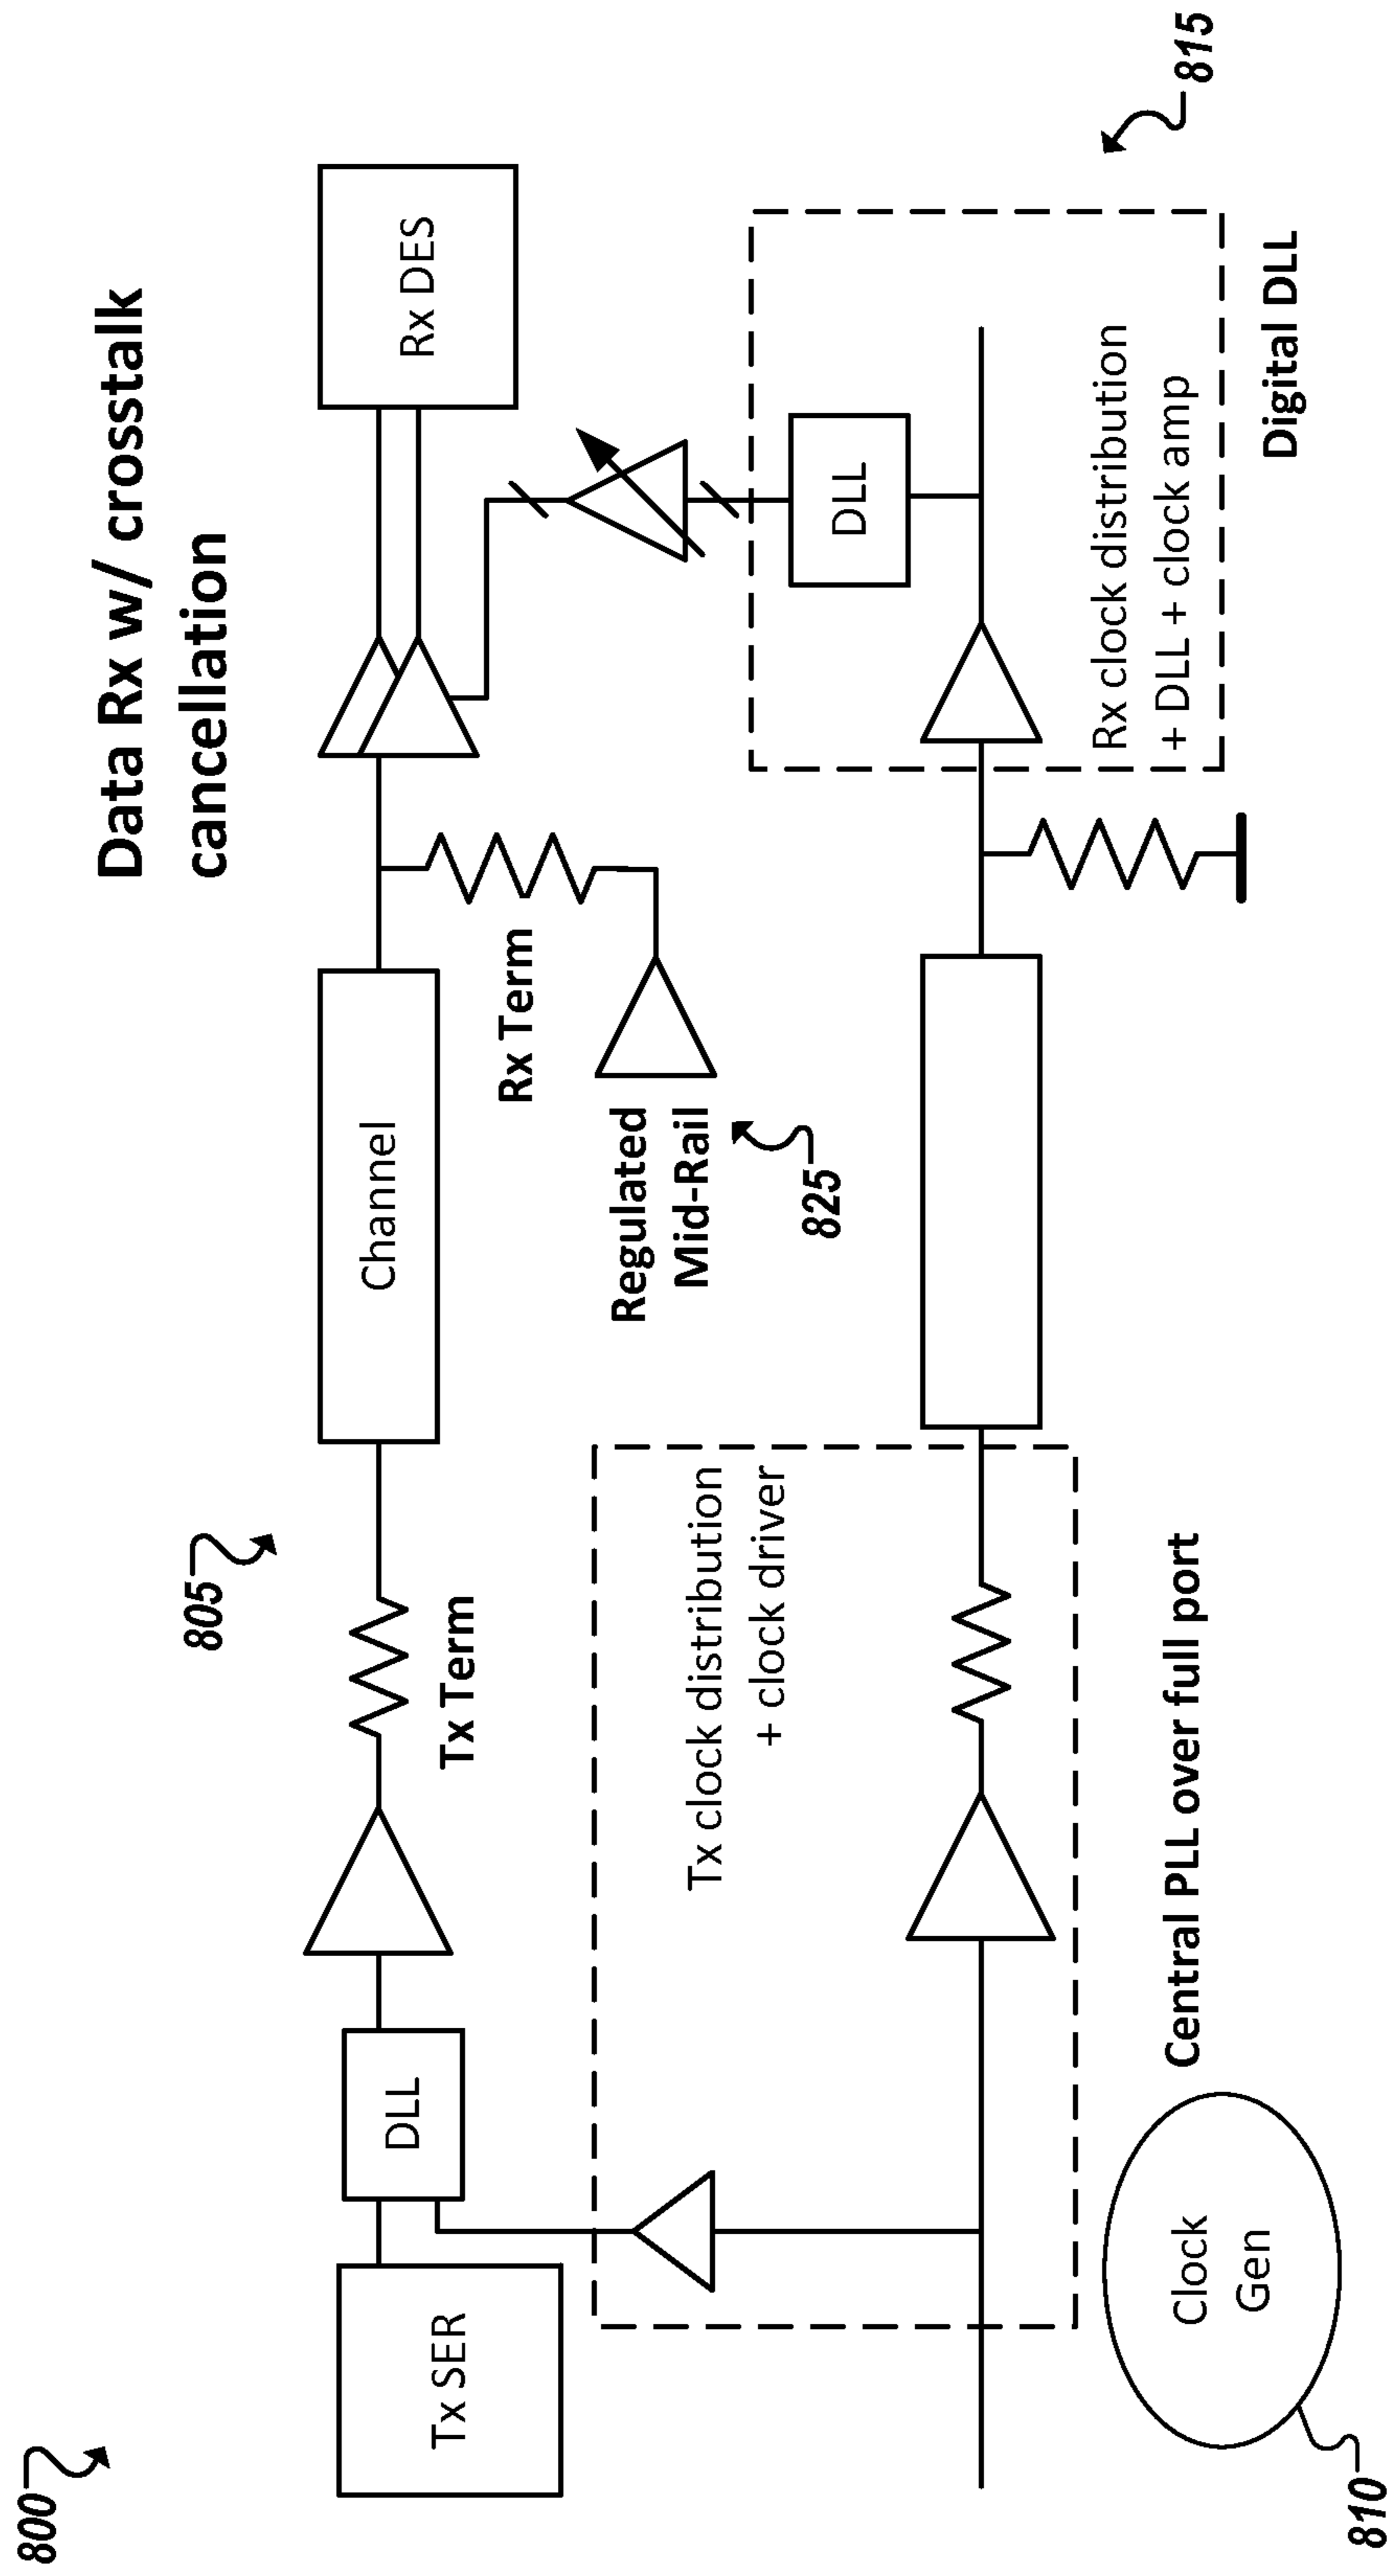 800
805
Data Rx w/ crosstalk
cancellation
Tx SER
DLL
Tx Term
Channel
Rx Term
Rx DES
Regulated
Mid-Rail
825
Tx clock distribution
+ clock driver
DLL
Rx clock distribution
+ DLL + clock amp
815
Clock
Gen
810
Central PLL over full port
Digital DLL